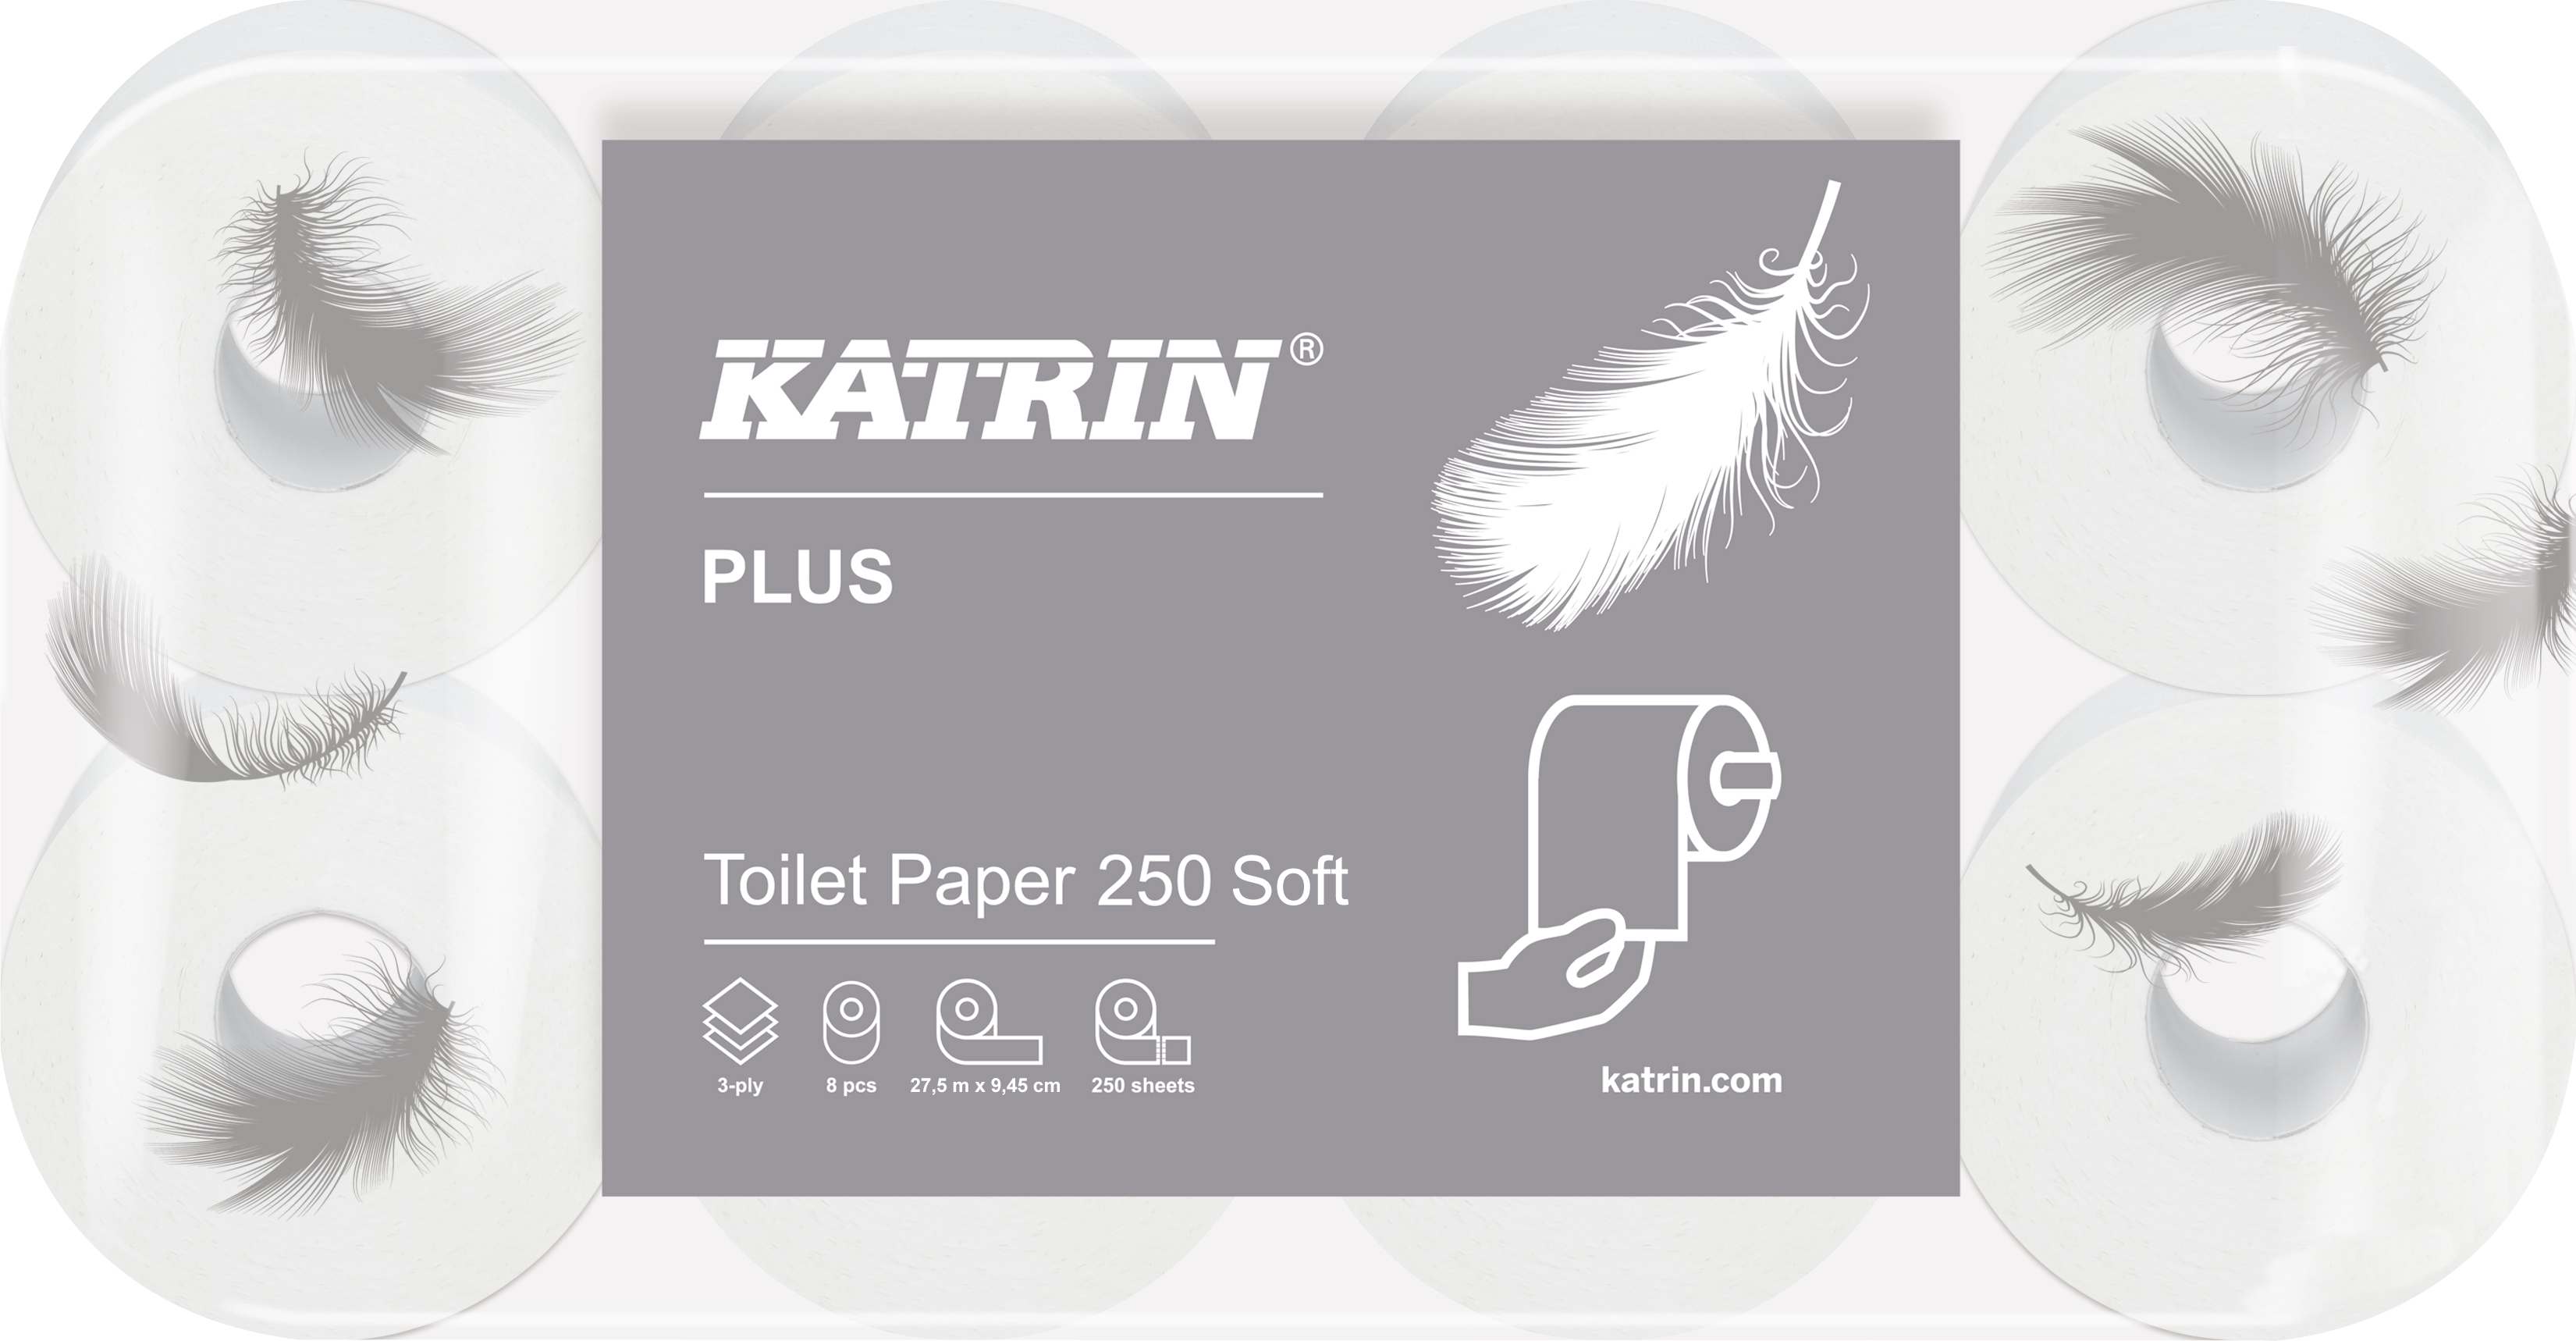 KATRIN®
PLUS
Toilet Paper 250 Soft
3-ply 8 pcs 27,5 m x 9,45 cm 250 sheets
katrin.com